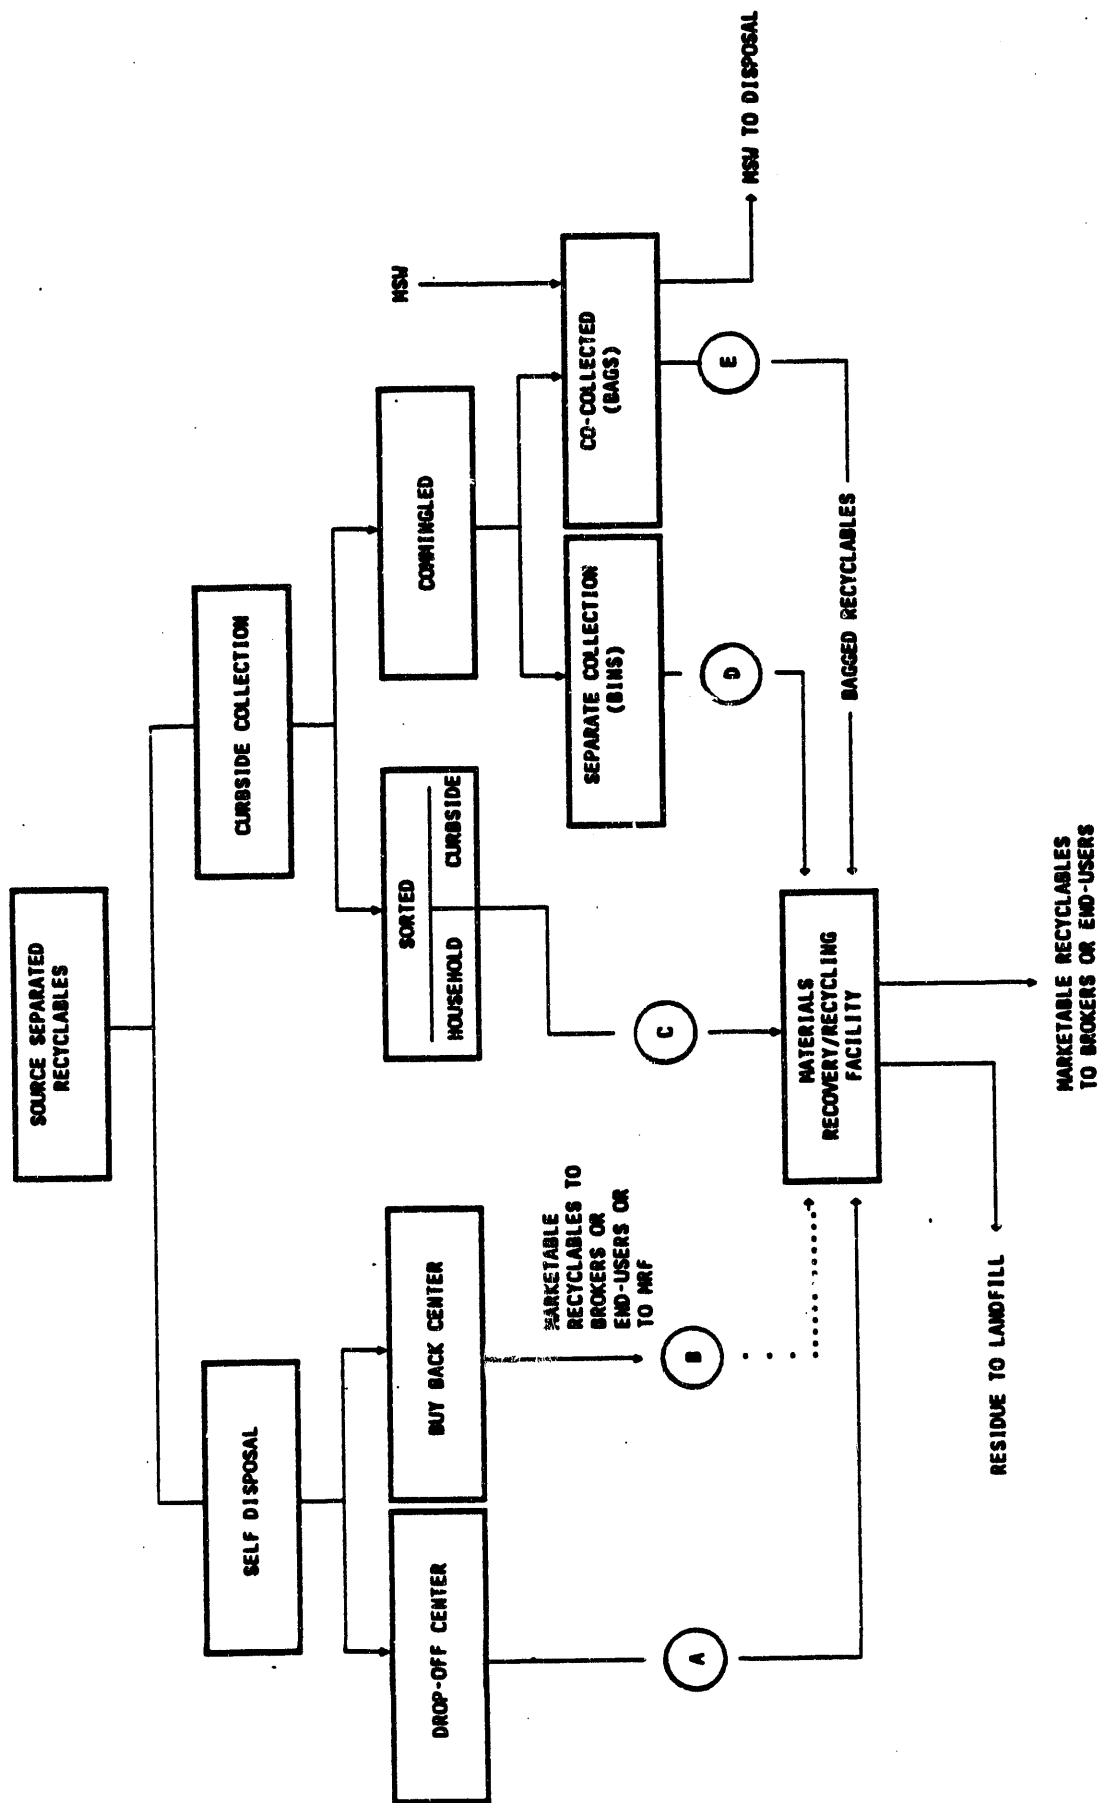 SOURCE SEPARATED
RECYCLABLES
SELF DISPOSAL
CURBSIDE COLLECTION
DROP-OFF CENTER
BUY BACK CENTER
SORTED
HOUSEHOLD
CURBSIDE
COMMINGLED
MSW
MARKETABLE
RECYCLABLES TO
BROKERS OR
END-USERS OR
TO MRF
SEPARATE COLLECTION
(BINS)
CO-COLLECTED
(BAGS)
A
B
C
D
E
MSW TO DISPOSAL
MATERIALS
RECOVERY/RECYCLING
FACILITY
BAGGED RECYCLABLES
RESIDUE TO LANDFILL
MARKETABLE RECYCLABLES
TO BROKERS OR END-USERS